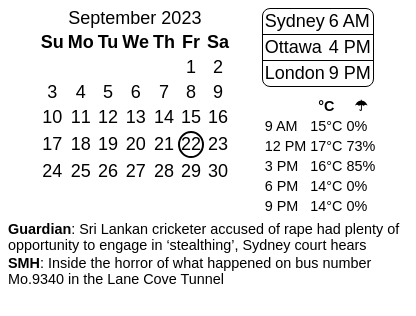 September 2023
Su Mo Tu We Th Fr Sa
1 2
3 4 5 6 7 8 9
10 11 12 13 14 15 16
17 18 19 20 21 22 23
24 25 26 27 28 29 30
Sydney 6 AM
Ottawa 4 PM
London 9 PM
°C ☂
9 AM 15°C 0%
12 PM 17°C 73%
3 PM 16°C 85%
6 PM 14°C 0%
9 PM 14°C 0%
Guardian: Sri Lankan cricketer accused of rape had plenty of
opportunity to engage in ‘stealthing’, Sydney court hears
SMH: Inside the horror of what happened on bus number
Mo.9340 in the Lane Cove Tunnel